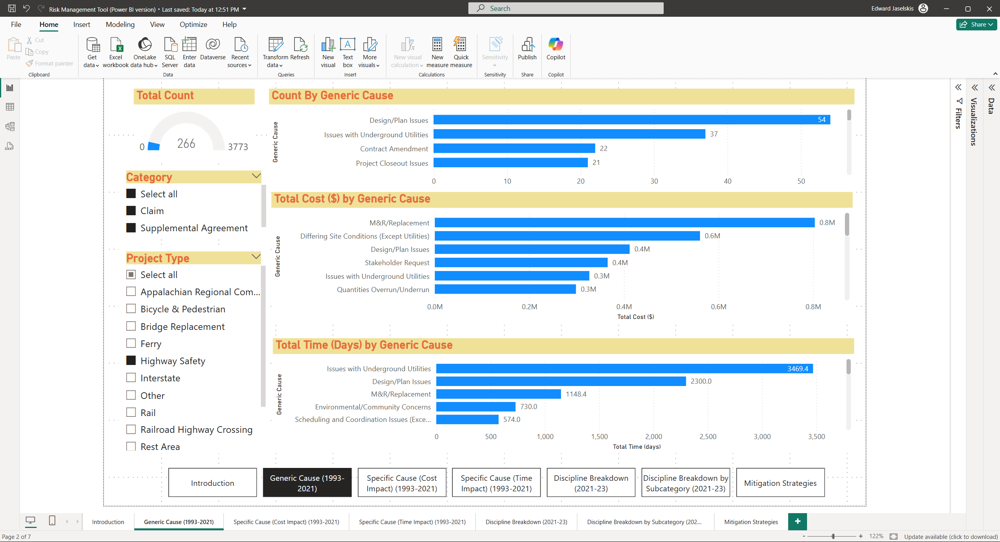 Risk Management Tool (Power BI version) • Last saved: Today at 12:51 PM
Search
Edward Jaselskis
File Home Insert Modeling View Optimize Help
Share
Paste
Cut
Copy
Format painter
Clipboard
Get data
Excel workbook
OneLake data hub
SQL Server
Enter data
Dataverse
Recent sources
Data
Transform data
Refresh
Queries
New visual
Text box
More visuals
Insert
New visual calculation
New measure
Quick measure
Calculations
Sensitivity
Sensitivity
Publish
Share
Copilot
Copilot
Filters
Visualizations
Data
Total Count
0 266 3773
Category
Select all
Claim
Supplemental Agreement
Project Type
Select all
Appalachian Regional Com...
Bicycle & Pedestrian
Bridge Replacement
Ferry
Highway Safety
Interstate
Other
Rail
Railroad Highway Crossing
Rest Area
Count By Generic Cause
Generic Cause
Design/Plan Issues 54
Issues with Underground Utilities 37
Contract Amendment 22
Project Closeout Issues 21
0 10 20 30 40 50
Total Cost ($) by Generic Cause
Generic Cause
M&R/Replacement 0.8M
Differing Site Conditions (Except Utilities) 0.6M
Design/Plan Issues 0.4M
Stakeholder Request 0.4M
Issues with Underground Utilities 0.3M
Quantities Overrun/Underrun 0.3M
0.0M 0.2M 0.4M 0.6M 0.8M
Total Cost ($)
Total Time (Days) by Generic Cause
Generic Cause
Issues with Underground Utilities 3469.4
Design/Plan Issues 2300.0
M&R/Replacement 1148.4
Environmental/Community Concerns 730.0
Scheduling and Coordination Issues (Exce... 574.0
0 500 1,000 1,500 2,000 2,500 3,000 3,500
Total Time (days)
Introduction
Generic Cause (1993-
2021)
Specific Cause (Cost
Impact) (1993-2021)
Specific Cause (Time
Impact) (1993-2021)
Discipline Breakdown
(2021-23)
Discipline Breakdown by
Subcategory (2021-23)
Mitigation Strategies
Introduction
Generic Cause (1993-2021)
Specific Cause (Cost Impact) (1993-2021)
Specific Cause (Time Impact) (1993-2021)
Discipline Breakdown (2021-23)
Discipline Breakdown by Subcategory (202...
Mitigation Strategies
+
Page 2 of 7
- + 122%
Update available (click to download)